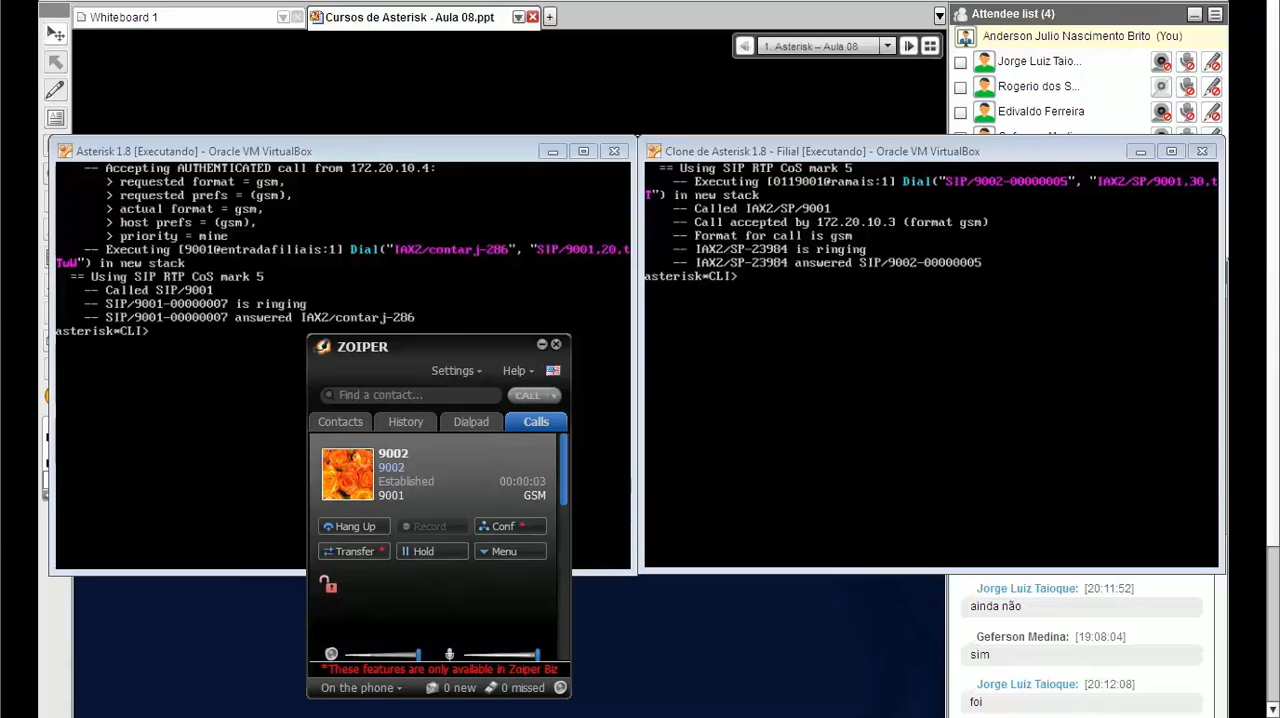 Whiteboard 1
Cursos de Asterisk - Aula 08.ppt
Attendee list (4)
Anderson Julio Nascimento Brito (You)
1. Asterisk – Aula 08
Jorge Luiz Taio...
Rogerio dos S...
Edivaldo Ferreira
Asterisk 1.8 [Executando] - Oracle VM VirtualBox
-- Accepting AUTHENTICATED call from 172.20.10.4:
> requested format = gsm,
> requested prefs = (gsm),
> actual format = gsm,
> host prefs = (gsm),
> priority = mine
-- Executing [9001@entradafiliais:1] Dial("IAX2/contarj-286", "SIP/9001,20,t
TwW") in new stack
== Using SIP RTP CoS mark 5
-- Called SIP/9001
-- SIP/9001-00000007 is ringing
-- SIP/9001-00000007 answered IAX2/contarj-286
asterisk*CLI>
Clone de Asterisk 1.8 - Filial [Executando] - Oracle VM VirtualBox
== Using SIP RTP CoS mark 5
-- Executing [0119001@ramais:1] Dial("SIP/9002-00000005", "IAX2/SP/9001,30,t
T") in new stack
-- Called IAX2/SP/9001
-- Call accepted by 172.20.10.3 (format gsm)
-- Format for call is gsm
-- IAX2/SP-23984 is ringing
-- IAX2/SP-23984 answered SIP/9002-00000005
asterisk*CLI>
ZOIPER
Settings Help
Find a contact... CALL
Contacts History Dialpad Calls
9002
9002
Established 00:00:03
9001 GSM
Hang Up Record Conf *
Transfer * Hold Menu
*These features are only available in Zoiper Biz
On the phone 0 new 0 missed
Jorge Luiz Taioque: [20:11:52]
ainda não
Geferson Medina: [19:08:04]
sim
Jorge Luiz Taioque: [20:12:08]
foi